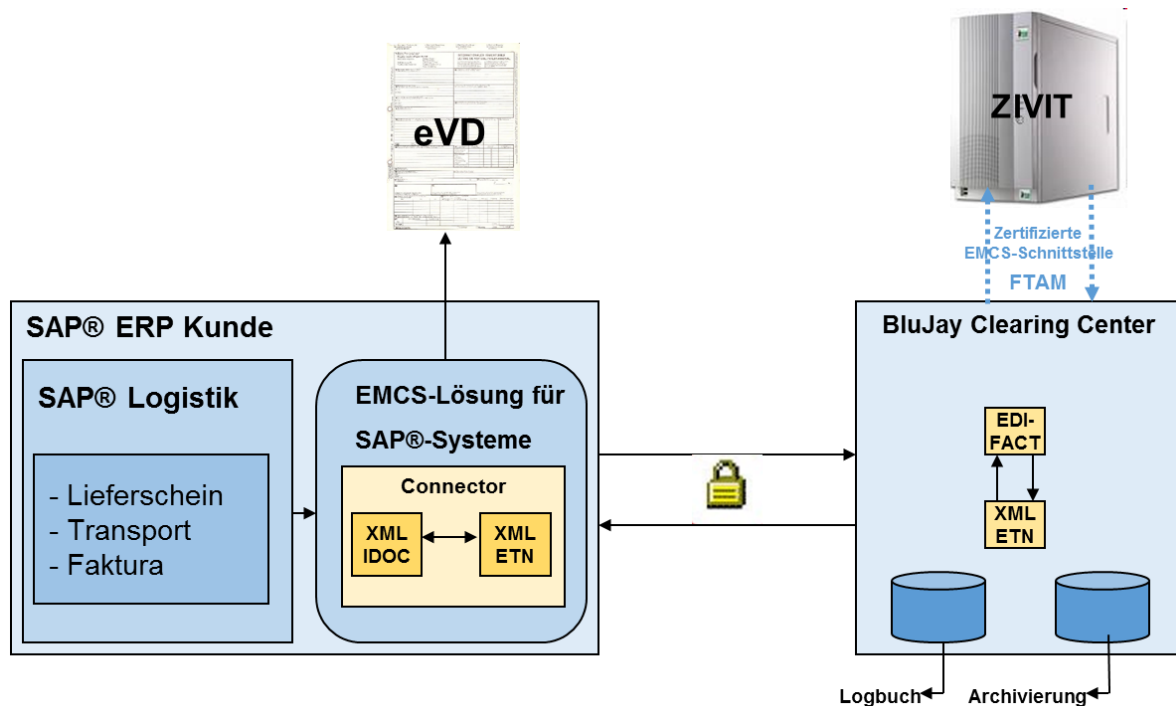 eVD
ZIVIT
Zertifizierte
EMCS-Schnittstelle
FTAM
SAP® ERP Kunde
SAP® Logistik
- Lieferschein
- Transport
- Faktura
EMCS-Lösung für
SAP®-Systeme
Connector
XML
IDOC
XML
ETN
BluJay Clearing Center
EDI-
FACT
XML
ETN
Logbuch
Archivierung